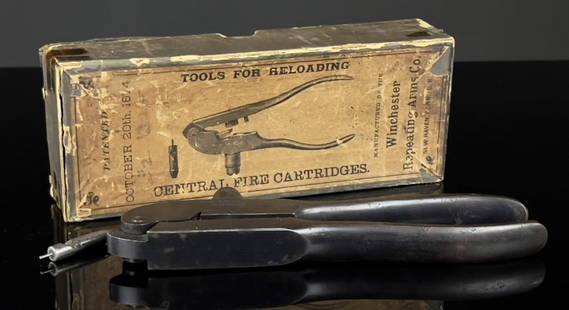 TOOLS FOR RELOADING
PATENTED
OCTOBER 20th. 1874.
MANUFACTURED BY THE
Winchester
Repeating Arms Co.
NEW HAVEN
CENTRAL FIRE CARTRIDGES.